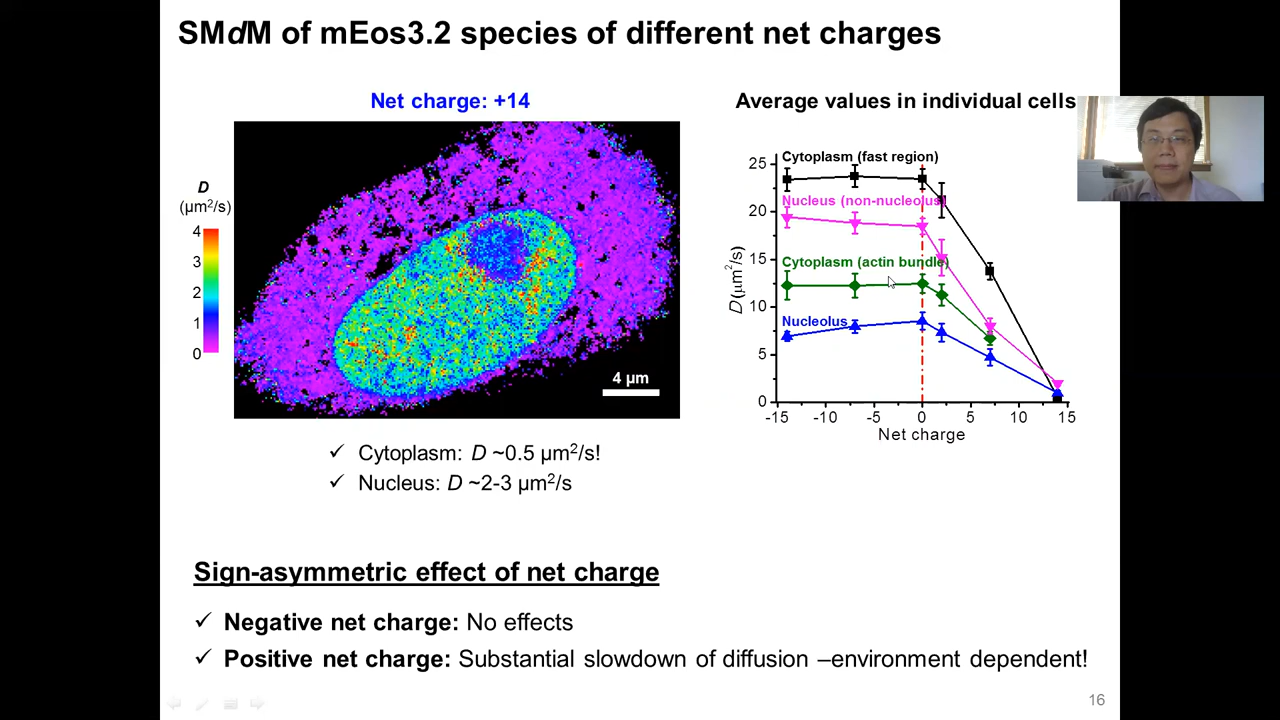 SMdM of mEos3.2 species of different net charges
Net charge: +14
Average values in individual cells
D
(µm²/s)
4
3
2
1
0
4 µm
25
20
15
10
5
0
D (µm²/s)
Cytoplasm (fast region)
Nucleus (non-nucleolus)
Cytoplasm (actin bundle)
Nucleolus
-15 -10 -5 0 5 10 15
Net charge
✓ Cytoplasm: D ~0.5 µm²/s!
✓ Nucleus: D ~2-3 µm²/s
Sign-asymmetric effect of net charge
✓ Negative net charge: No effects
✓ Positive net charge: Substantial slowdown of diffusion –environment dependent!
16